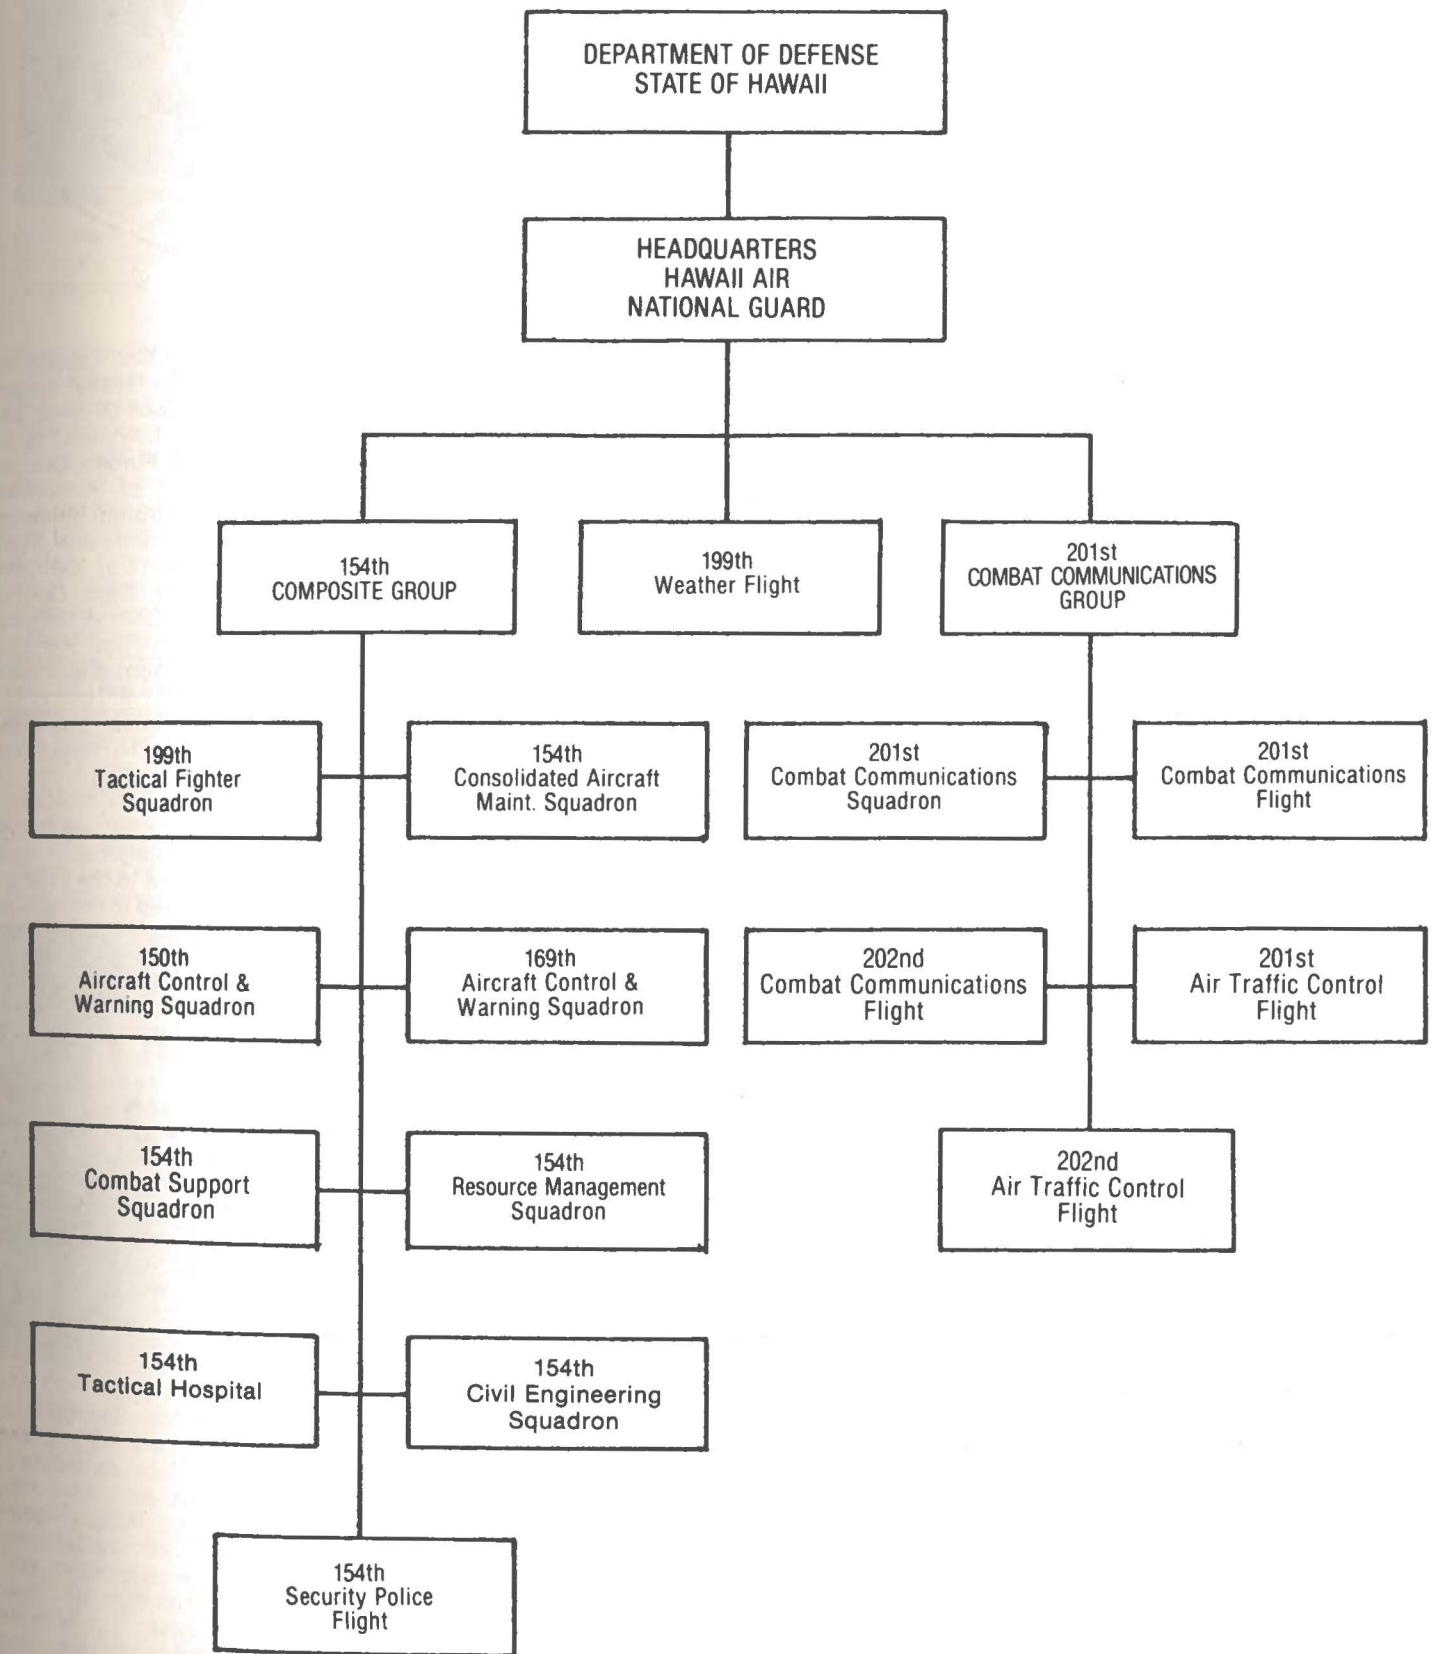 DEPARTMENT OF DEFENSE
STATE OF HAWAII
HEADQUARTERS
HAWAII AIR
NATIONAL GUARD
154th
COMPOSITE GROUP
199th
Weather Flight
201st
COMBAT COMMUNICATIONS
GROUP
199th
Tactical Fighter
Squadron
154th
Consolidated Aircraft
Maint. Squadron
201st
Combat Communications
Squadron
201st
Combat Communications
Flight
150th
Aircraft Control &
Warning Squadron
169th
Aircraft Control &
Warning Squadron
202nd
Combat Communications
Flight
201st
Air Traffic Control
Flight
154th
Combat Support
Squadron
154th
Resource Management
Squadron
202nd
Air Traffic Control
Flight
154th
Tactical Hospital
154th
Civil Engineering
Squadron
154th
Security Police
Flight